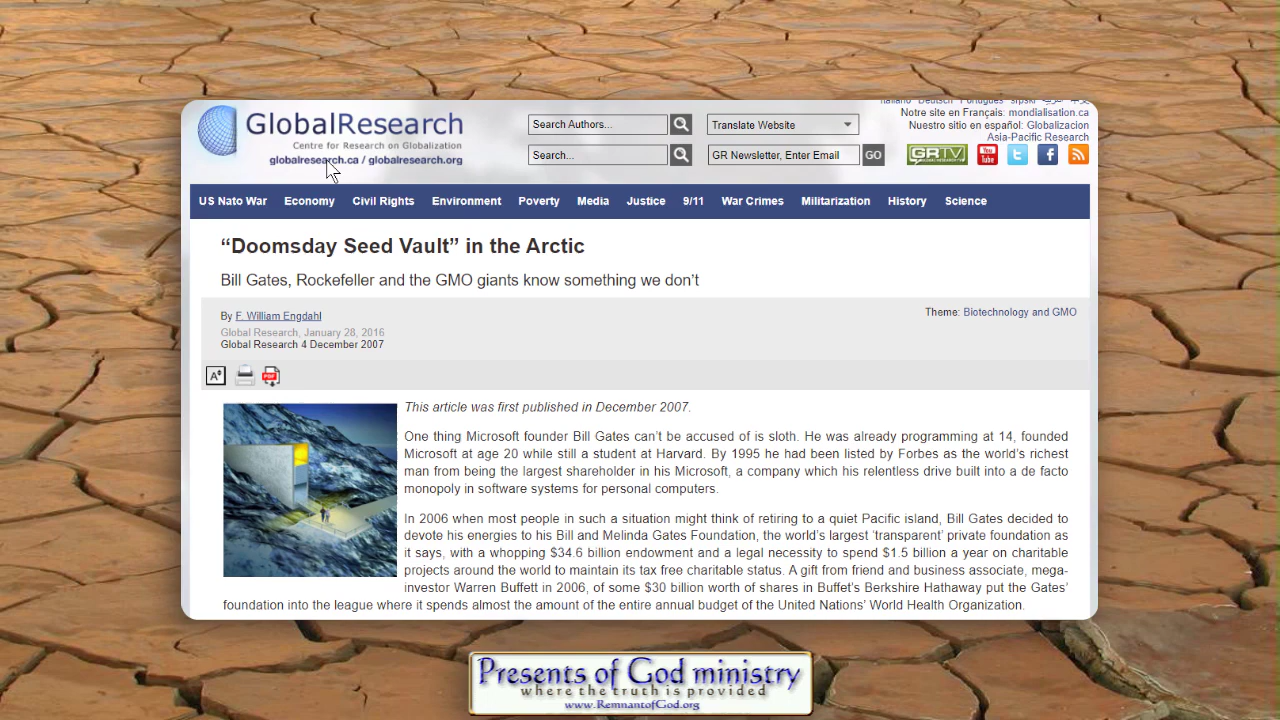 Italiano Deutsch Português srpski
GlobalResearch
Centre for Research on Globalization
globalresearch.ca / globalresearch.org
Search Authors...
Translate Website
Search...
GR Newsletter, Enter Email
GO
Notre site en Français: mondialisation.ca
Nuestro sitio en español: Globalizacion
Asia-Pacific Research
GRTV
You Tube
US Nato War Economy Civil Rights Environment Poverty Media Justice 9/11 War Crimes Militarization History Science
“Doomsday Seed Vault” in the Arctic
Bill Gates, Rockefeller and the GMO giants know something we don’t
By F. William Engdahl
Theme: Biotechnology and GMO
Global Research, January 28, 2016
Global Research 4 December 2007
A
PDF
This article was first published in December 2007.
One thing Microsoft founder Bill Gates can’t be accused of is sloth. He was already programming at 14, founded
Microsoft at age 20 while still a student at Harvard. By 1995 he had been listed by Forbes as the world’s richest
man from being the largest shareholder in his Microsoft, a company which his relentless drive built into a de facto
monopoly in software systems for personal computers.
In 2006 when most people in such a situation might think of retiring to a quiet Pacific island, Bill Gates decided to
devote his energies to his Bill and Melinda Gates Foundation, the world’s largest ‘transparent’ private foundation as
it says, with a whopping $34.6 billion endowment and a legal necessity to spend $1.5 billion a year on charitable
projects around the world to maintain its tax free charitable status. A gift from friend and business associate, mega-
investor Warren Buffett in 2006, of some $30 billion worth of shares in Buffet’s Berkshire Hathaway put the Gates’
foundation into the league where it spends almost the amount of the entire annual budget of the United Nations’ World Health Organization.
Presents of God ministry
where the truth is provided
www.RemnantofGod.org